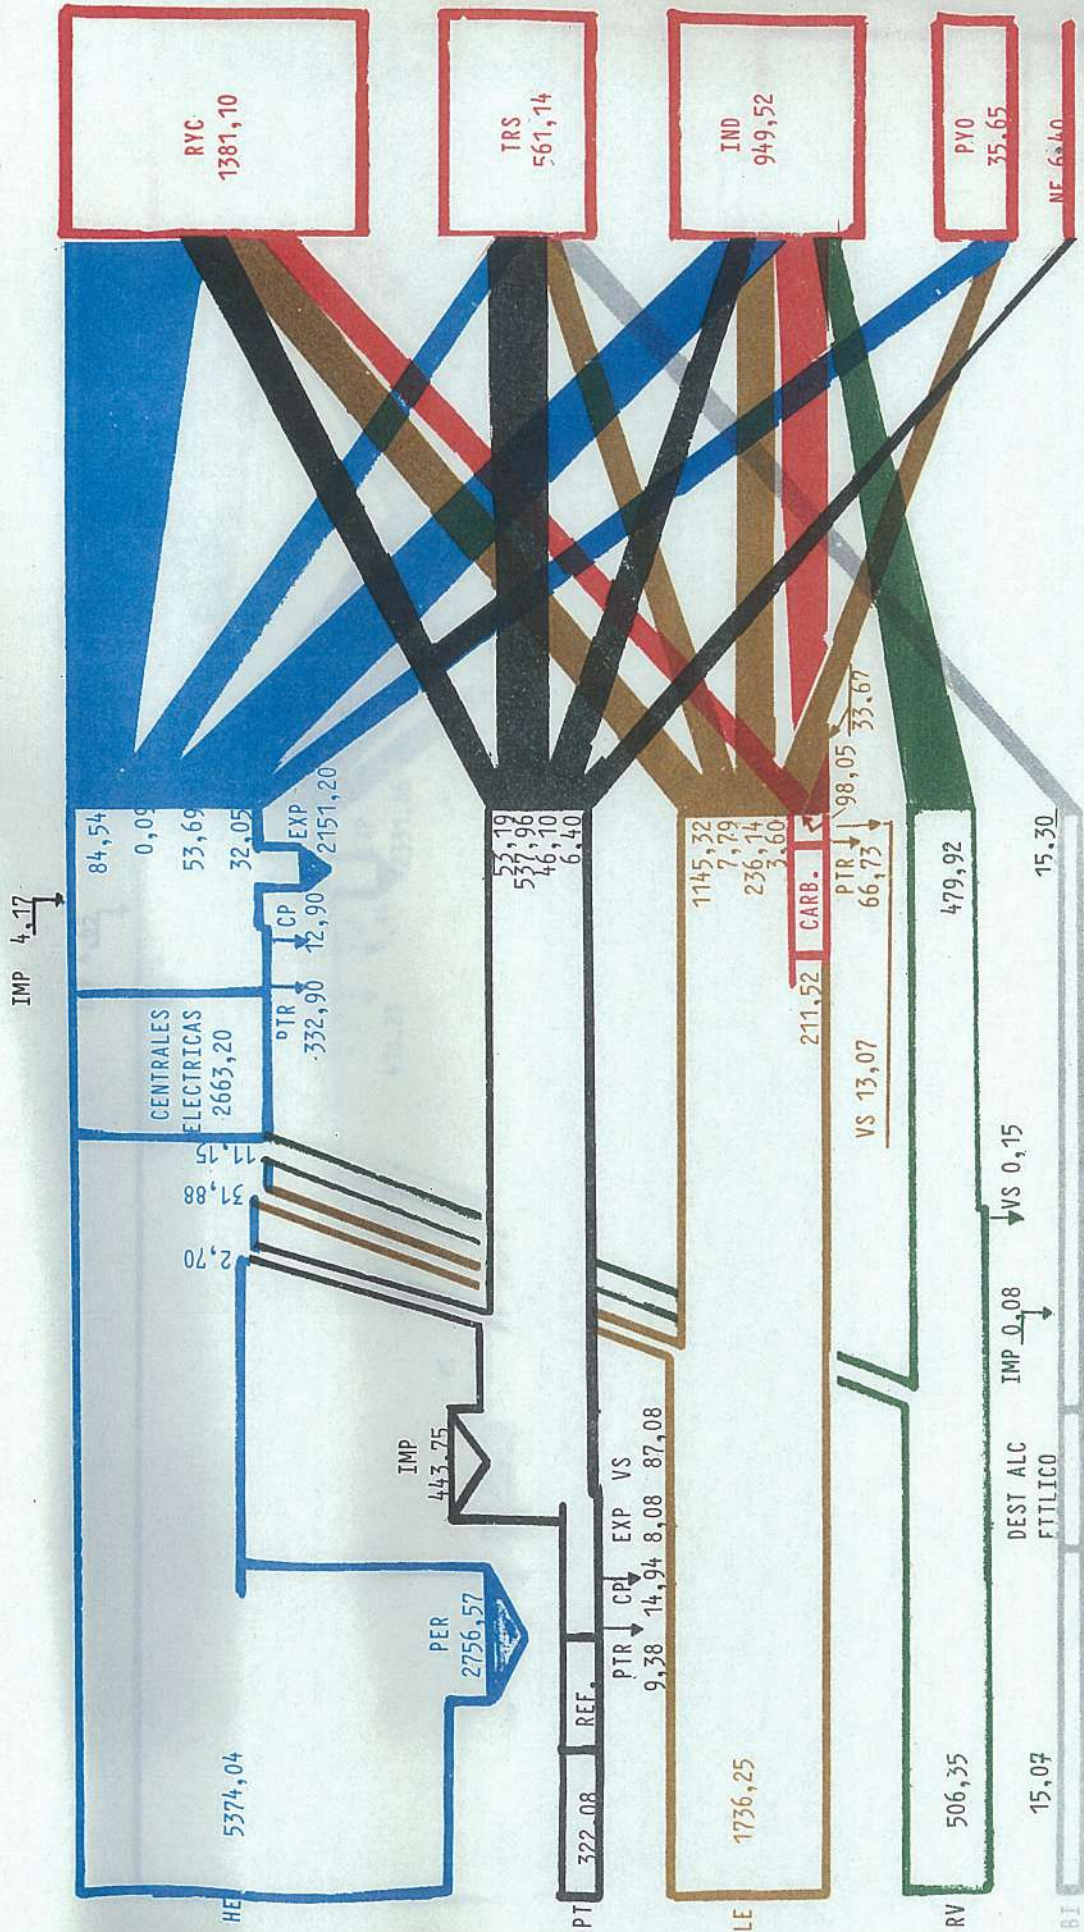 IMP 4,17
HE
5374,04
PER
2756,57
2,70
31,88
11,15
CENTRALES
ELECTRICAS
2663,20
PTR
332,90
CP
12,90
EXP
2151,20
84,54
0,09
53,69
32,05
RYC
1381,10
PT
322.08
REF.
IMP
443.75
PTR
9,38
CP
14,94
EXP
8,08
VS
87,08
53,19
537,96
46,10
6,40
TRS
561,14
LE
1736,25
211,52
CARB.
1145,32
7,79
236,14
3,60
PTR
66,73
98,05
33.67
VS 13,07
IND
949,52
RV
506,35
479,92
VS 0,15
PYO
35.65
BI
15,07
DEST ALC
IMP 0,08
15.30
NE 6.40